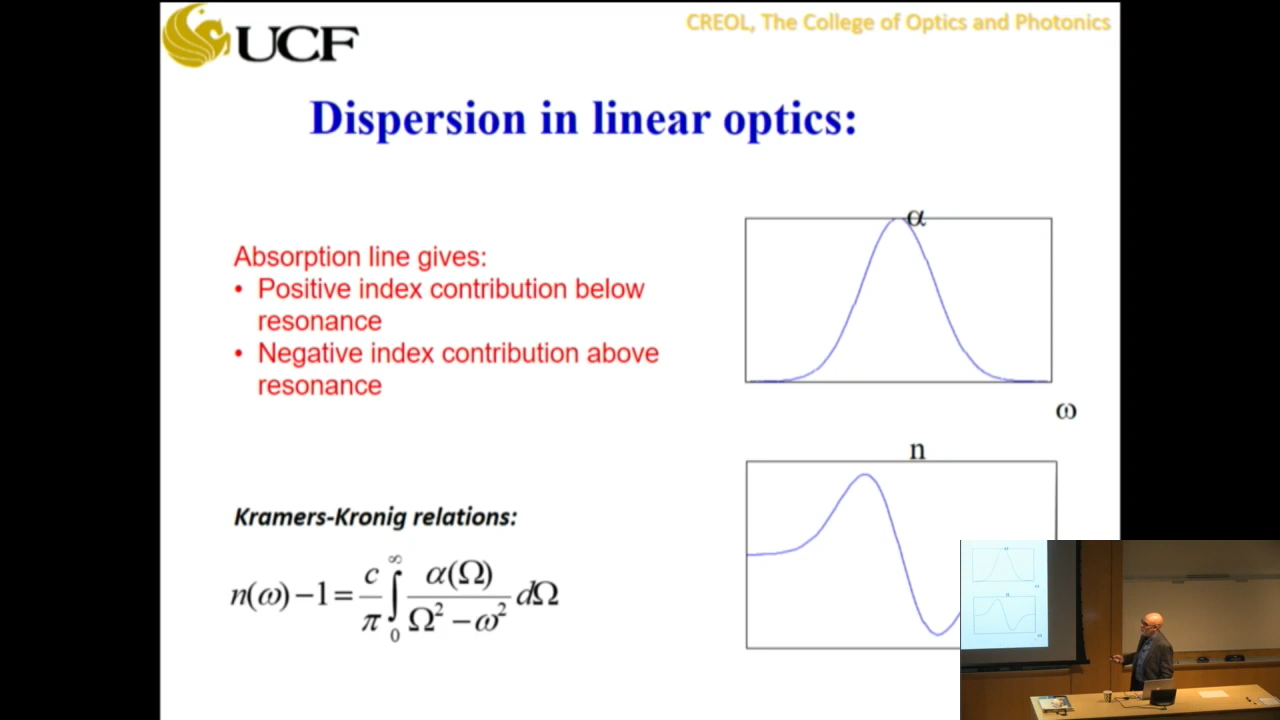 UCF
CREOL, The College of Optics and Photonics
Dispersion in linear optics:
Absorption line gives:
• Positive index contribution below
resonance
• Negative index contribution above
resonance
α
ω
n
Kramers-Kronig relations:
n(ω) − 1 = c/π ∫₀^∞ α(Ω)/(Ω² − ω²) dΩ